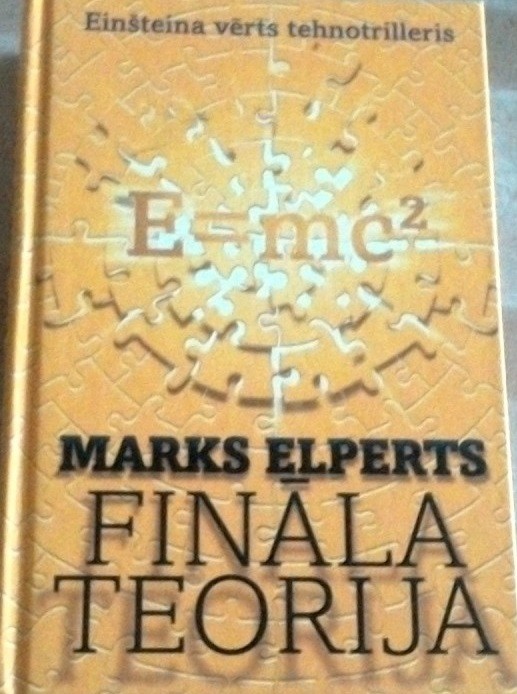 Einšteina vērts tehnotrilleris
E=mc²
MARKS ELPERTS
FINĀLA
TEORIJA